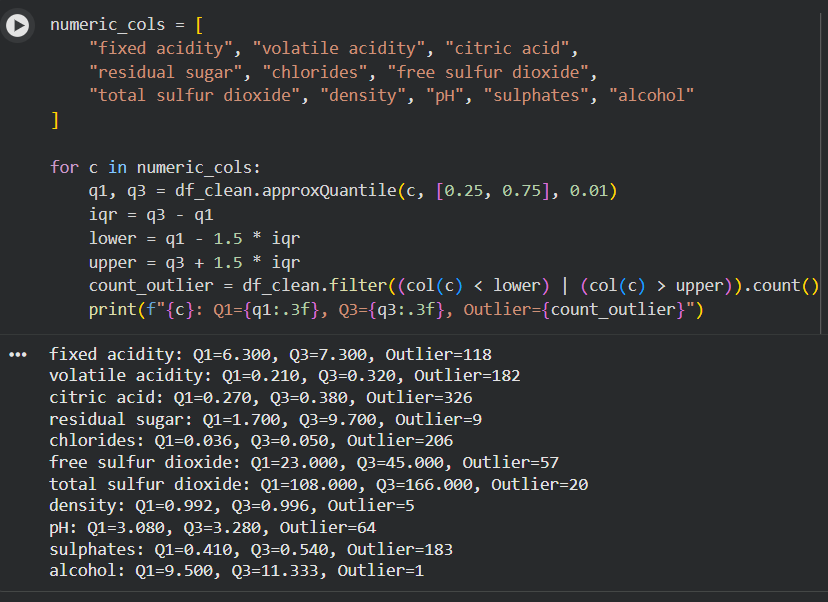 numeric_cols = [
    "fixed acidity", "volatile acidity", "citric acid",
    "residual sugar", "chlorides", "free sulfur dioxide",
    "total sulfur dioxide", "density", "pH", "sulphates", "alcohol"
]

for c in numeric_cols:
    q1, q3 = df_clean.approxQuantile(c, [0.25, 0.75], 0.01)
    iqr = q3 - q1
    lower = q1 - 1.5 * iqr
    upper = q3 + 1.5 * iqr
    count_outlier = df_clean.filter((col(c) < lower) | (col(c) > upper)).count()
    print(f"{c}: Q1={q1:.3f}, Q3={q3:.3f}, Outlier={count_outlier}")
fixed acidity: Q1=6.300, Q3=7.300, Outlier=118
volatile acidity: Q1=0.210, Q3=0.320, Outlier=182
citric acid: Q1=0.270, Q3=0.380, Outlier=326
residual sugar: Q1=1.700, Q3=9.700, Outlier=9
chlorides: Q1=0.036, Q3=0.050, Outlier=206
free sulfur dioxide: Q1=23.000, Q3=45.000, Outlier=57
total sulfur dioxide: Q1=108.000, Q3=166.000, Outlier=20
density: Q1=0.992, Q3=0.996, Outlier=5
pH: Q1=3.080, Q3=3.280, Outlier=64
sulphates: Q1=0.410, Q3=0.540, Outlier=183
alcohol: Q1=9.500, Q3=11.333, Outlier=1